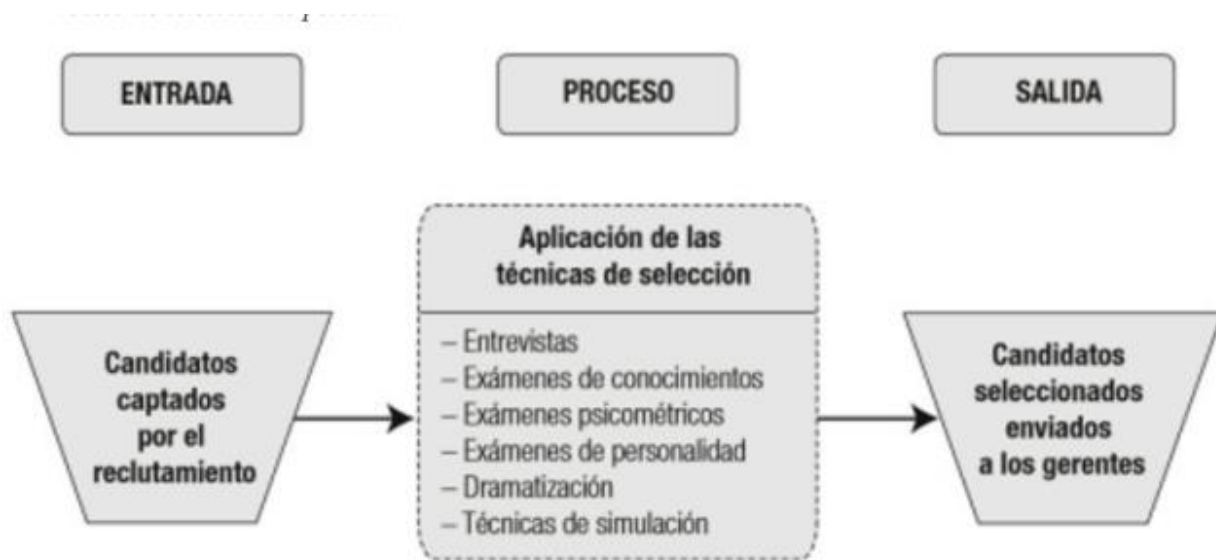 ENTRADA
PROCESO
SALIDA
Candidatos
captados
por el
reclutamiento
Aplicación de las
técnicas de selección
– Entrevistas
– Exámenes de conocimientos
– Exámenes psicométricos
– Exámenes de personalidad
– Dramatización
– Técnicas de simulación
Candidatos
seleccionados
enviados
a los gerentes